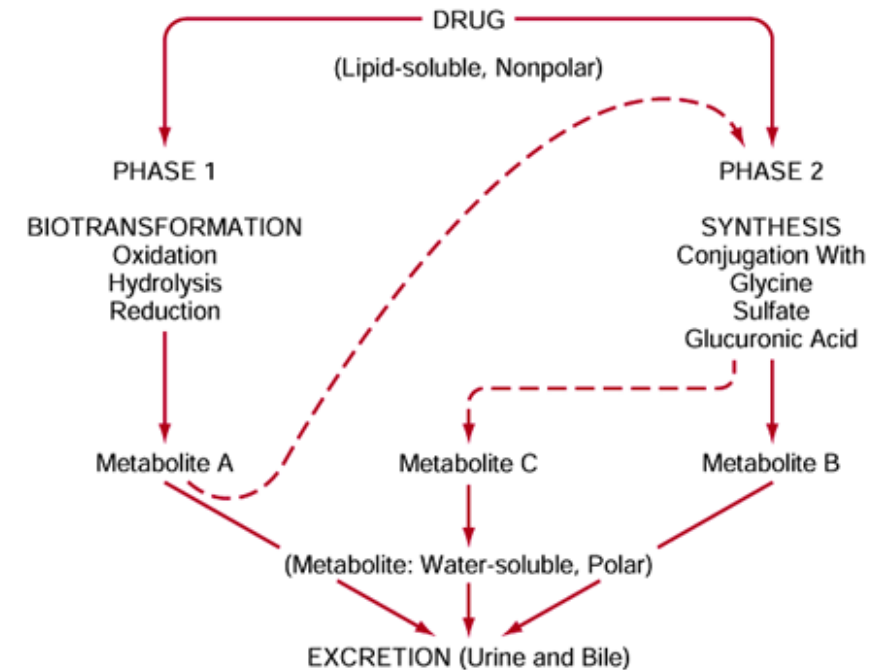 DRUG
(Lipid-soluble, Nonpolar)
PHASE 1
BIOTRANSFORMATION
Oxidation
Hydrolysis
Reduction
PHASE 2
SYNTHESIS
Conjugation With
Glycine
Sulfate
Glucuronic Acid
Metabolite A
Metabolite C
Metabolite B
(Metabolite: Water-soluble, Polar)
EXCRETION (Urine and Bile)